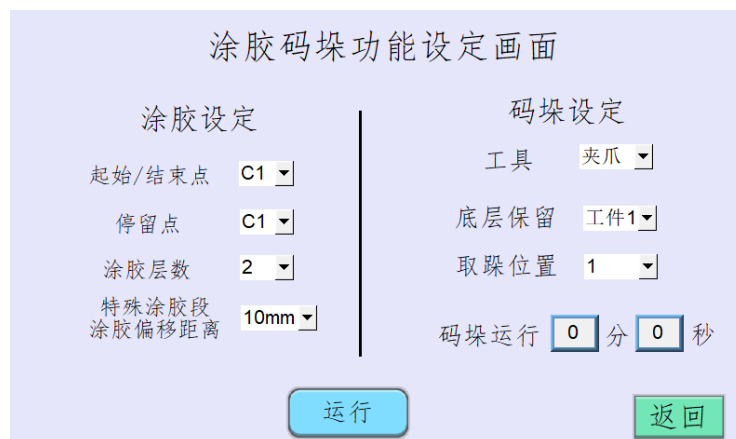 涂胶码垛功能设定画面
涂胶设定
起始/结束点 C1
停留点 C1
涂胶层数 2
特殊涂胶段
涂胶偏移距离 10mm
码垛设定
工具 夹爪
底层保留 工件1
取跺位置 1
码垛运行 0 分 0 秒
运行
返回